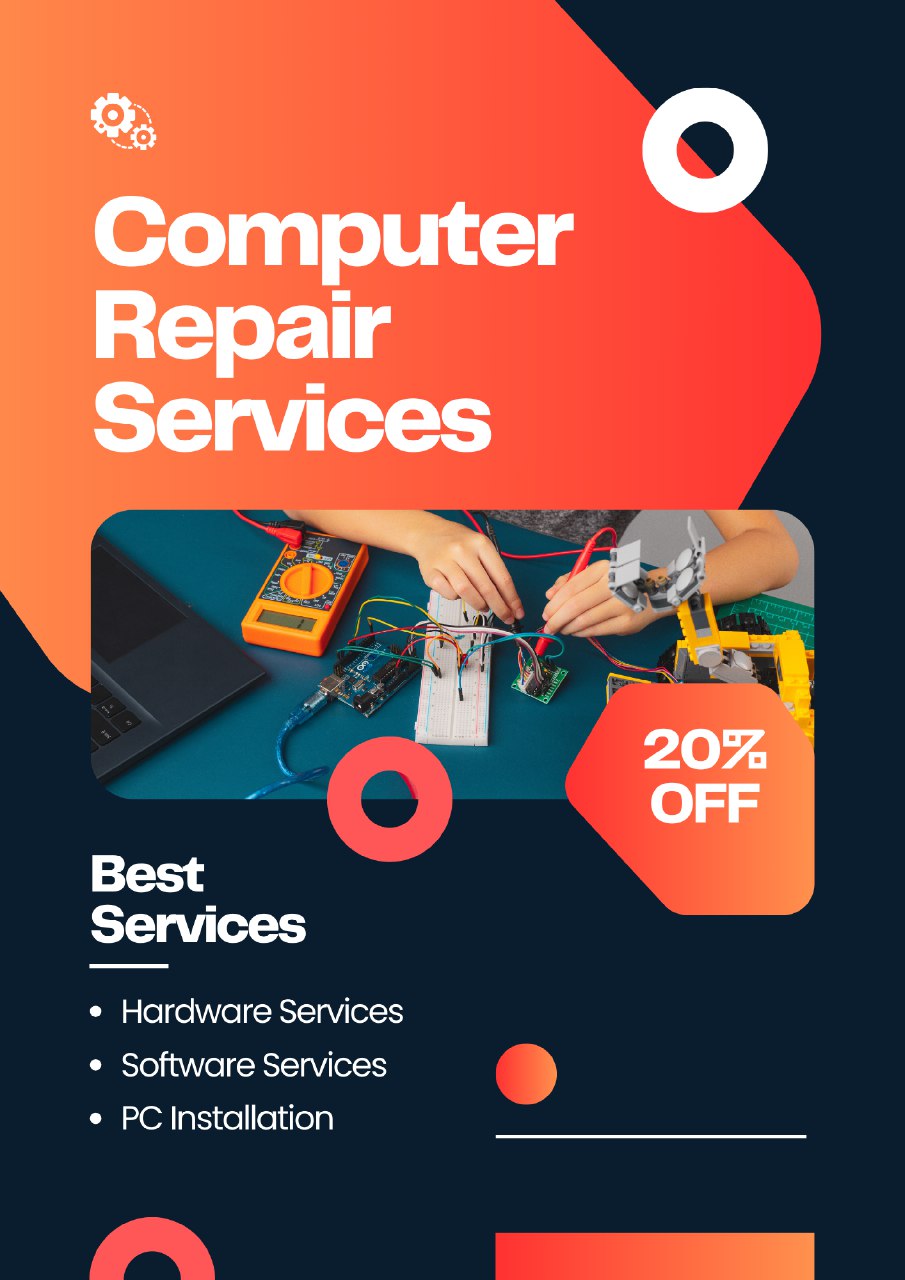 Computer
Repair
Services
20%
OFF
Best
Services
• Hardware Services
• Software Services
• PC Installation